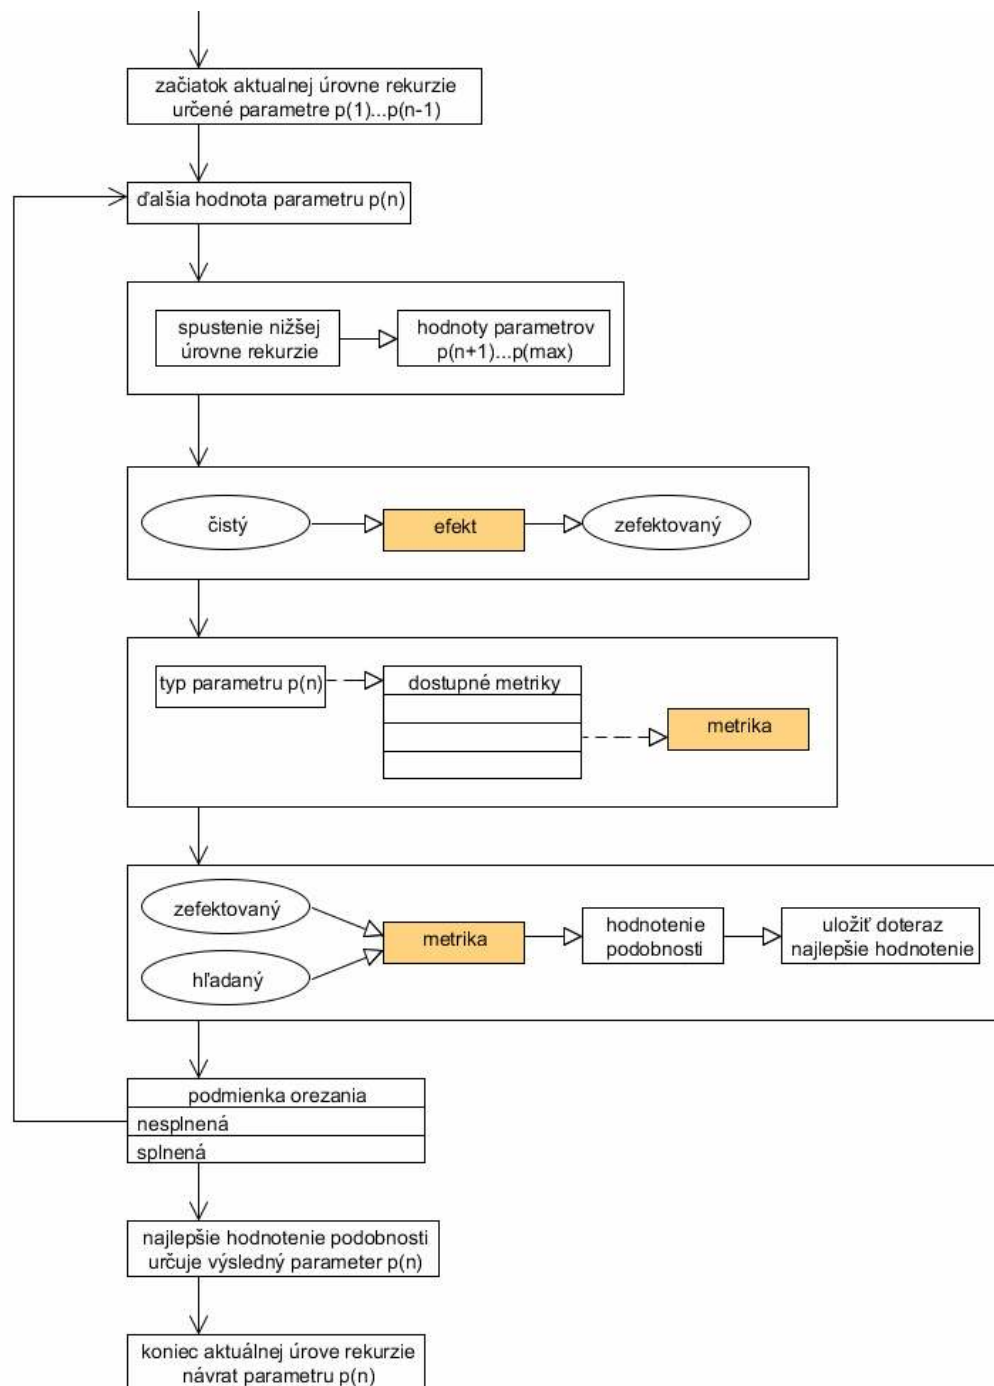 začiatok aktualnej úrovne rekurzie
určené parametre p(1)...p(n-1)
ďalšia hodnota parametru p(n)
spustenie nižšej
úrovne rekurzie
hodnoty parametrov
p(n+1)...p(max)
čistý
efekt
zefektovaný
typ parametru p(n)
dostupné metriky
metrika
zefektovaný
hľadaný
metrika
hodnotenie
podobnosti
uložiť doteraz
najlepšie hodnotenie
podmienka orezania
nesplnená
splnená
najlepšie hodnotenie podobnosti
určuje výsledný parameter p(n)
koniec aktuálnej úrove rekurzie
návrat parametru p(n)